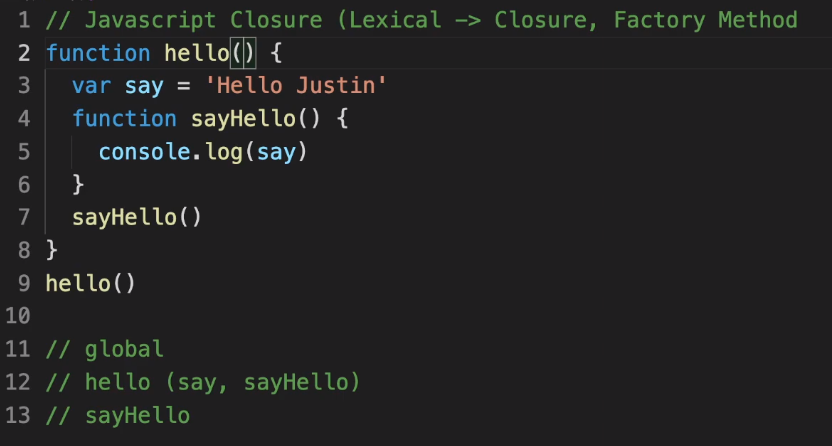 1 // Javascript Closure (Lexical -> Closure, Factory Method
2 function hello() {
3   var say = 'Hello Justin'
4   function sayHello() {
5     console.log(say)
6   }
7   sayHello()
8 }
9 hello()
10
11 // global
12 // hello (say, sayHello)
13 // sayHello